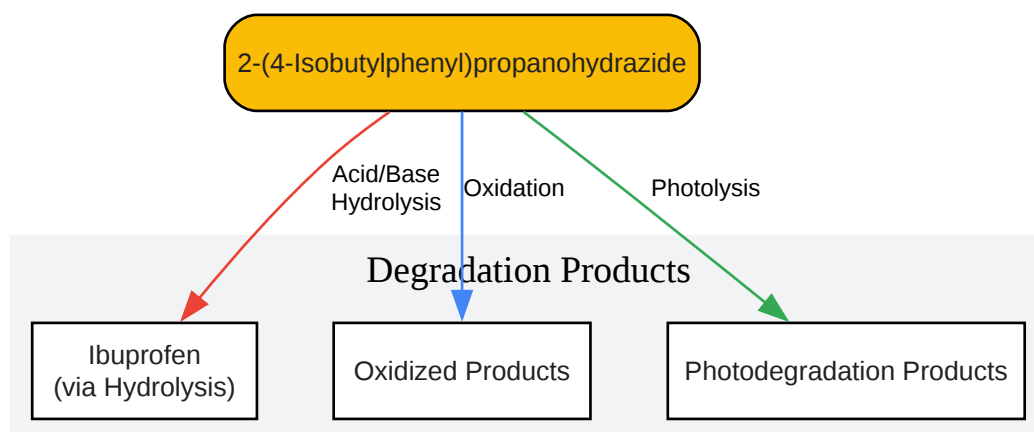 2-(4-Isobutylphenyl)propanohydrazide
Acid/Base
Hydrolysis
Oxidation
Photolysis
Degradation Products
Ibuprofen
(via Hydrolysis)
Oxidized Products
Photodegradation Products